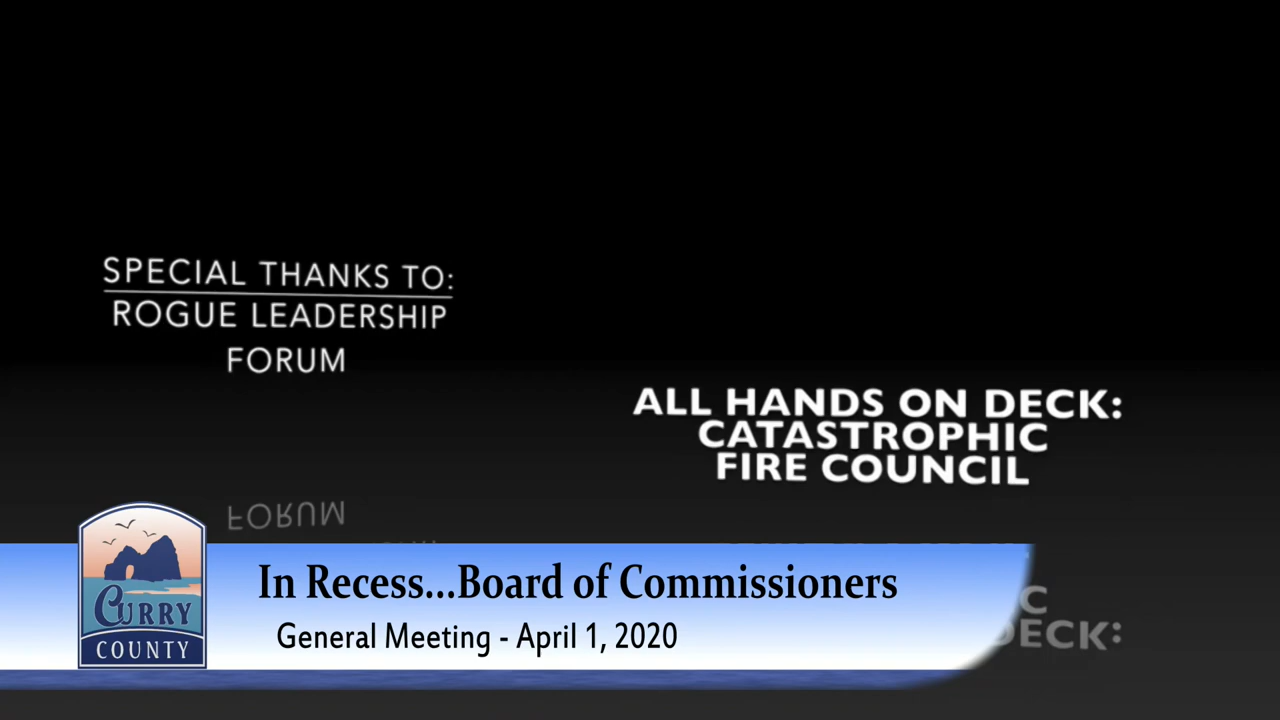 SPECIAL THANKS TO:
ROGUE LEADERSHIP
FORUM
ALL HANDS ON DECK:
CATASTROPHIC
FIRE COUNCIL
FORUM
In Recess...Board of Commissioners
General Meeting - April 1, 2020
CURRY
COUNTY
DECK: